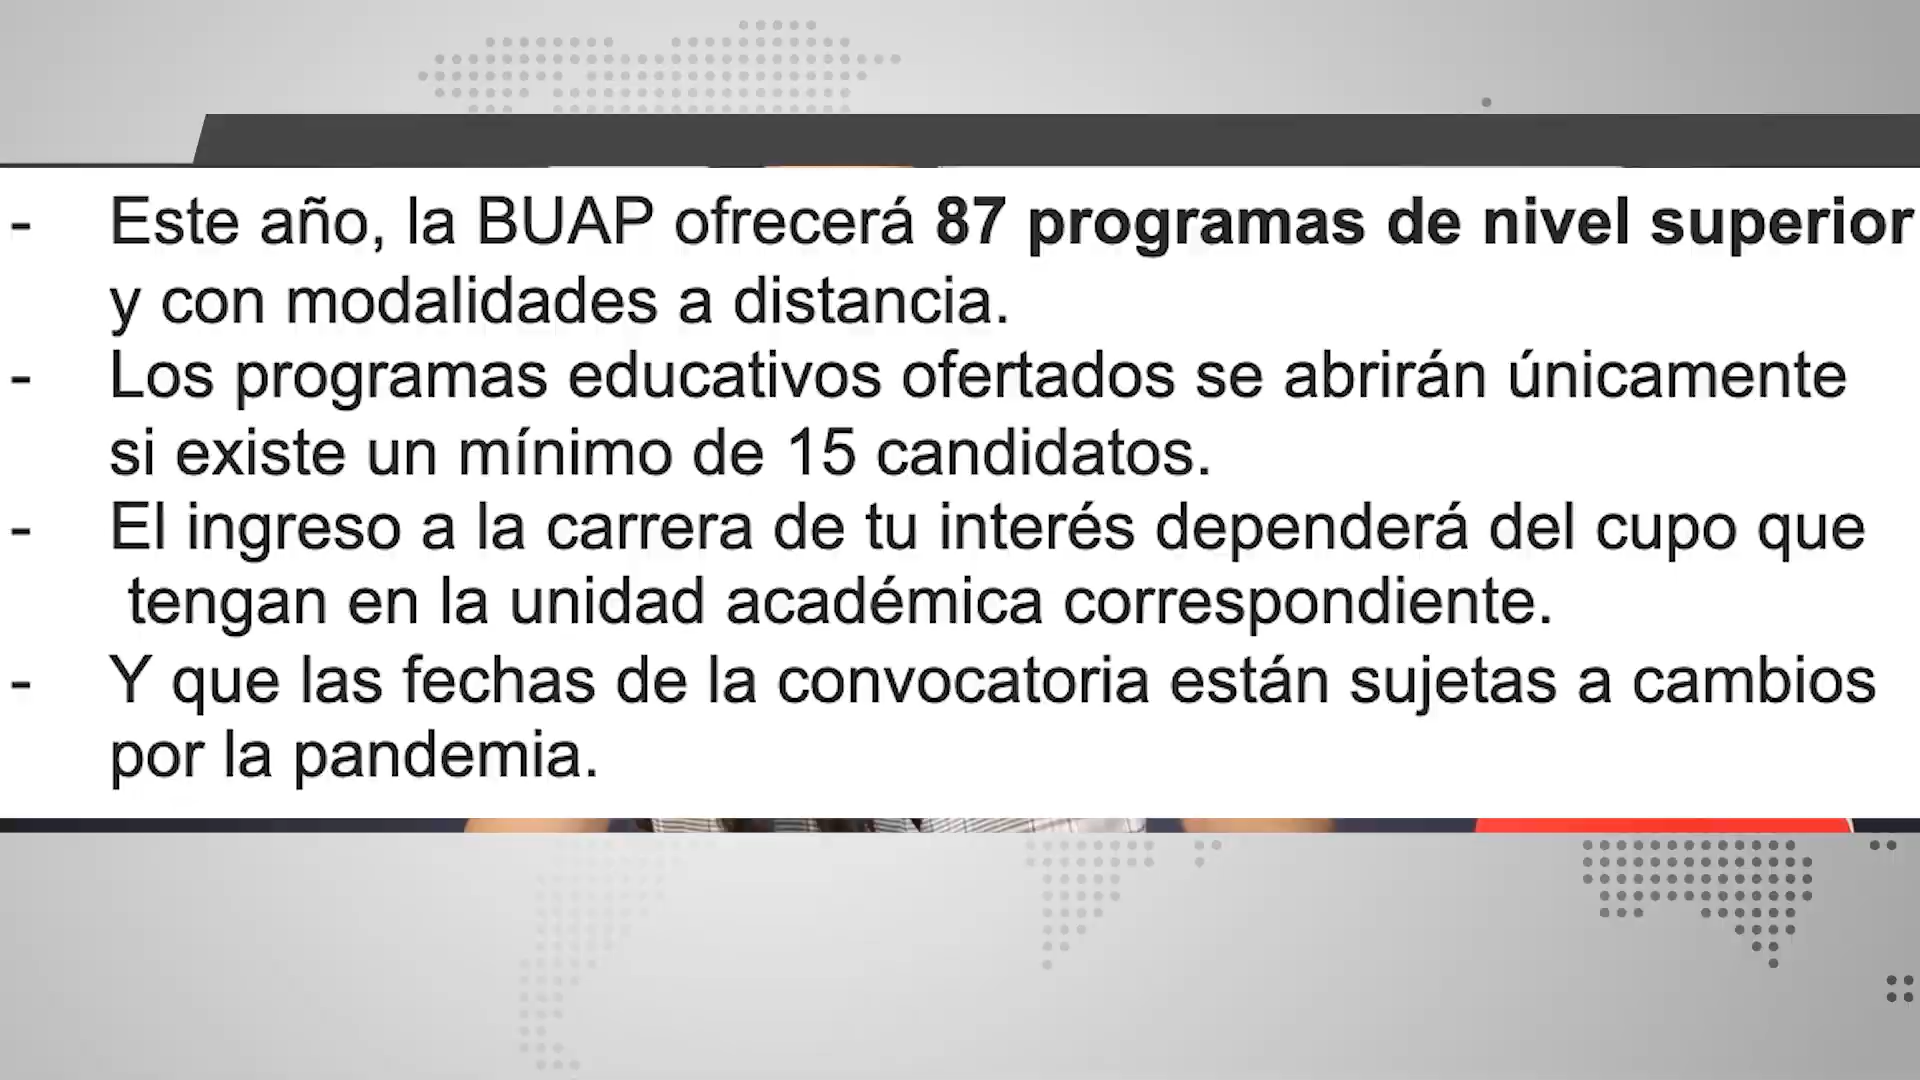 - Este año, la BUAP ofrecerá 87 programas de nivel superior
y con modalidades a distancia.
- Los programas educativos ofertados se abrirán únicamente
si existe un mínimo de 15 candidatos.
- El ingreso a la carrera de tu interés dependerá del cupo que
tengan en la unidad académica correspondiente.
- Y que las fechas de la convocatoria están sujetas a cambios
por la pandemia.